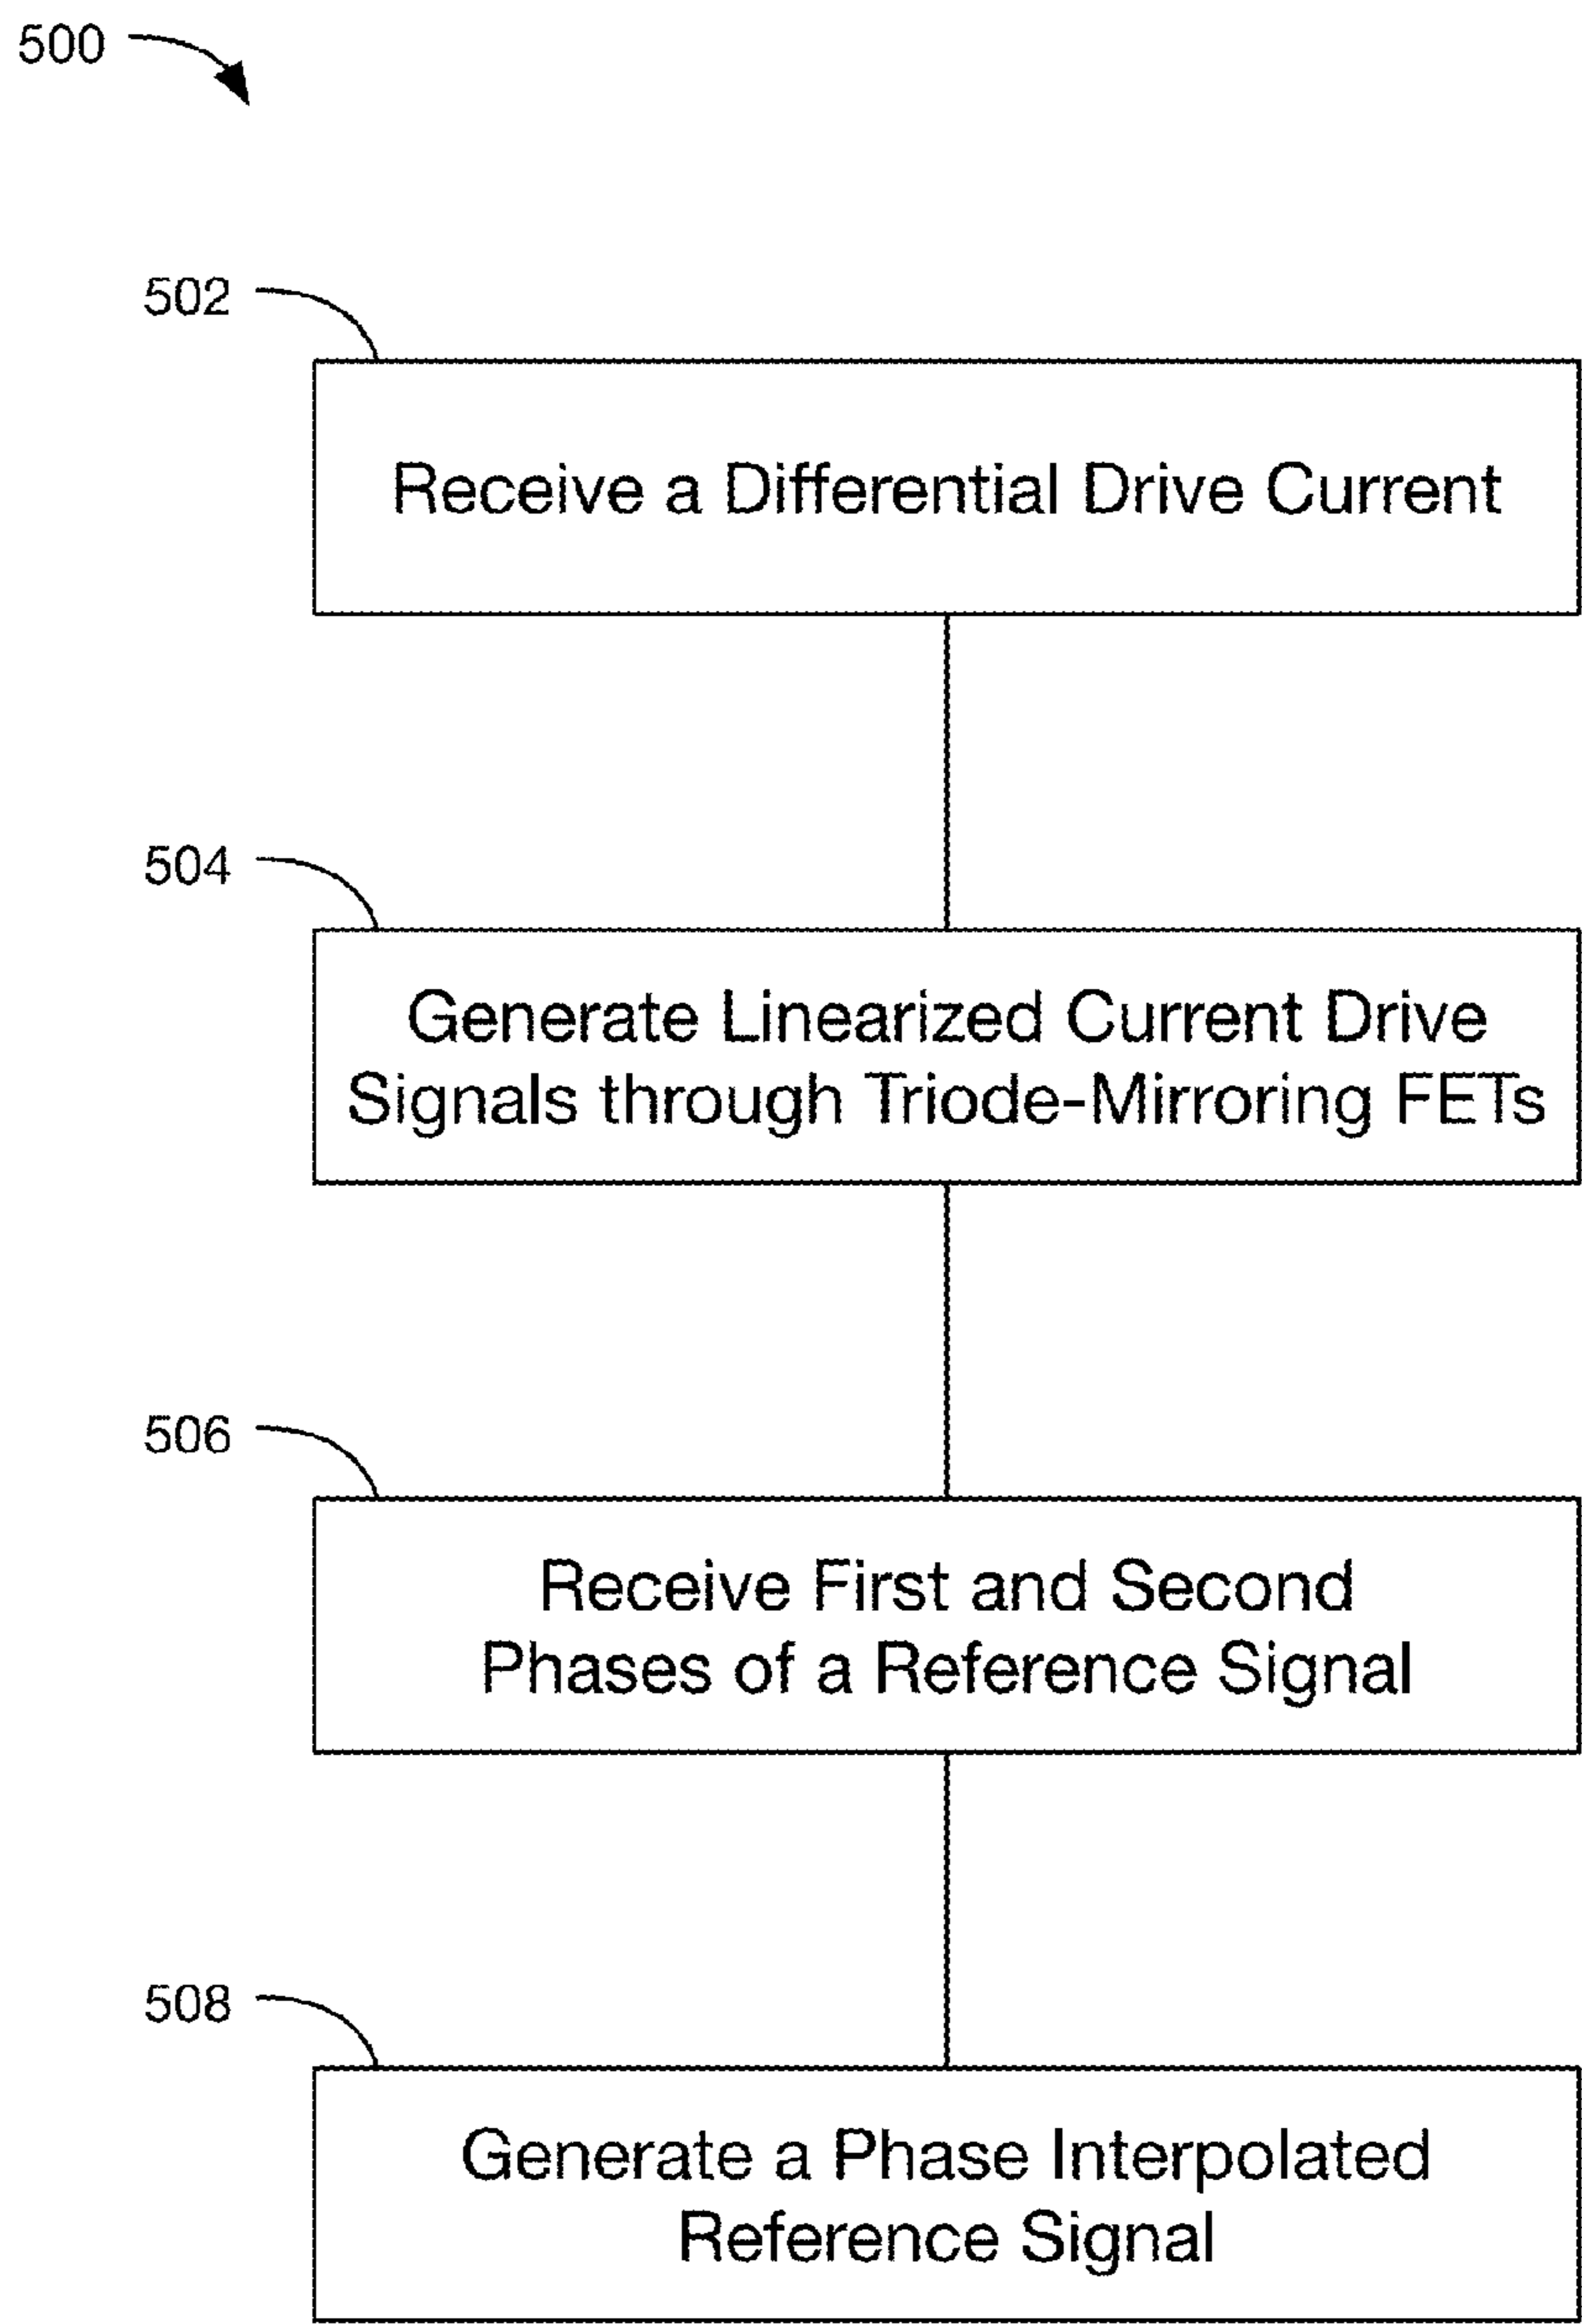 500
502
Receive a Differential Drive Current
504
Generate Linearized Current Drive
Signals through Triode-Mirroring FETs
506
Receive First and Second
Phases of a Reference Signal
508
Generate a Phase Interpolated
Reference Signal